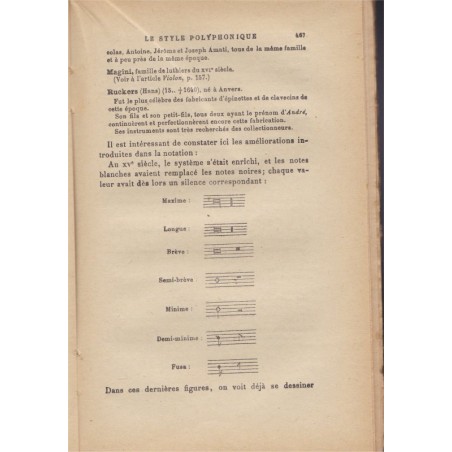 LE STYLE POLYPHONIQUE 467
colas, Antoine, Jérôme et Joseph Amati, tous de la même famille
et à peu près de la même époque.
Magini, famille de luthiers du XVIe siècle.
(Voir à l'article Violon, p. 157.)
Ruckers (Hans) (15.. † 1640), né à Anvers.
Fut le plus célèbre des fabricants d'épinettes et de clavecins de
cette époque.
Son fils et son petit-fils, tous deux ayant le prénom d'André,
continuèrent et perfectionnèrent encore cette fabrication.
Ses instruments sont très recherchés des collectionneurs.
Il est intéressant de constater ici les améliorations in-
troduites dans la notation :
Au XVe siècle, le système s'était enrichi, et les notes
blanches avaient remplacé les notes noires; chaque va-
leur avait dès lors un silence correspondant :
Maxime :
Longue :
Brève :
Semi-brève :
Minime :
Demi-minime :
Fusa :
Dans ces dernières figures, on voit déjà se dessiner